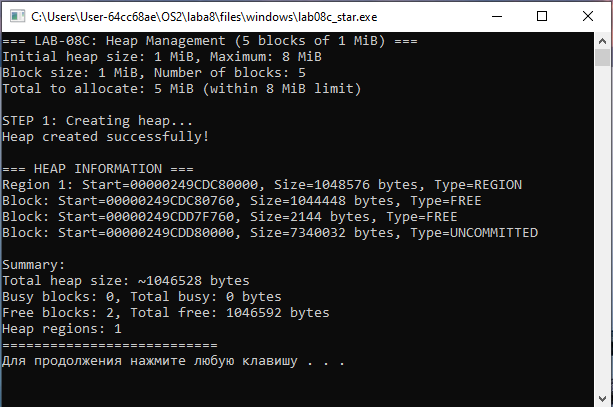 C:\Users\User-64cc68ae\OS2\laba8\files\windows\lab08c_star.exe
=== LAB-08C: Heap Management (5 blocks of 1 MiB) ===
Initial heap size: 1 MiB, Maximum: 8 MiB
Block size: 1 MiB, Number of blocks: 5
Total to allocate: 5 MiB (within 8 MiB limit)
STEP 1: Creating heap...
Heap created successfully!
=== HEAP INFORMATION ===
Region 1: Start=00000249CDC80000, Size=1048576 bytes, Type=REGION
Block: Start=00000249CDC80760, Size=1044448 bytes, Type=FREE
Block: Start=00000249CDD7F760, Size=2144 bytes, Type=FREE
Block: Start=00000249CDD80000, Size=7340032 bytes, Type=UNCOMMITTED
Summary:
Total heap size: ~1046528 bytes
Busy blocks: 0, Total busy: 0 bytes
Free blocks: 2, Total free: 1046592 bytes
Heap regions: 1
===========================
Для продолжения нажмите любую клавишу . . .